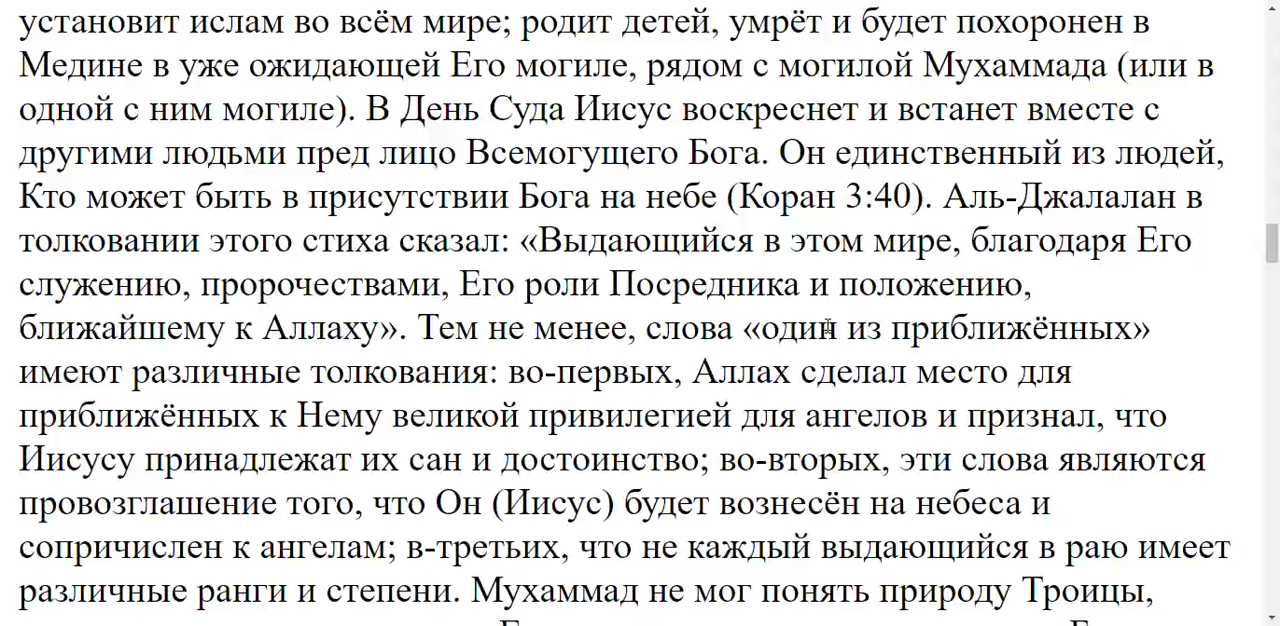 установит ислам во всём мире; родит детей, умрёт и будет похоронен в
Медине в уже ожидающей Его могиле, рядом с могилой Мухаммада (или в
одной с ним могиле). В День Суда Иисус воскреснет и встанет вместе с
другими людьми пред лицо Всемогущего Бога. Он единственный из людей,
Кто может быть в присутствии Бога на небе (Коран 3:40). Аль-Джалалан в
толковании этого стиха сказал: «Выдающийся в этом мире, благодаря Его
служению, пророчествами, Его роли Посредника и положению,
ближайшему к Аллаху». Тем не менее, слова «один из приближённых»
имеют различные толкования: во-первых, Аллах сделал место для
приближённых к Нему великой привилегией для ангелов и признал, что
Иисусу принадлежат их сан и достоинство; во-вторых, эти слова являются
провозглашение того, что Он (Иисус) будет вознесён на небеса и
сопричислен к ангелам; в-третьих, что не каждый выдающийся в раю имеет
различные ранги и степени. Мухаммад не мог понять природу Троицы,